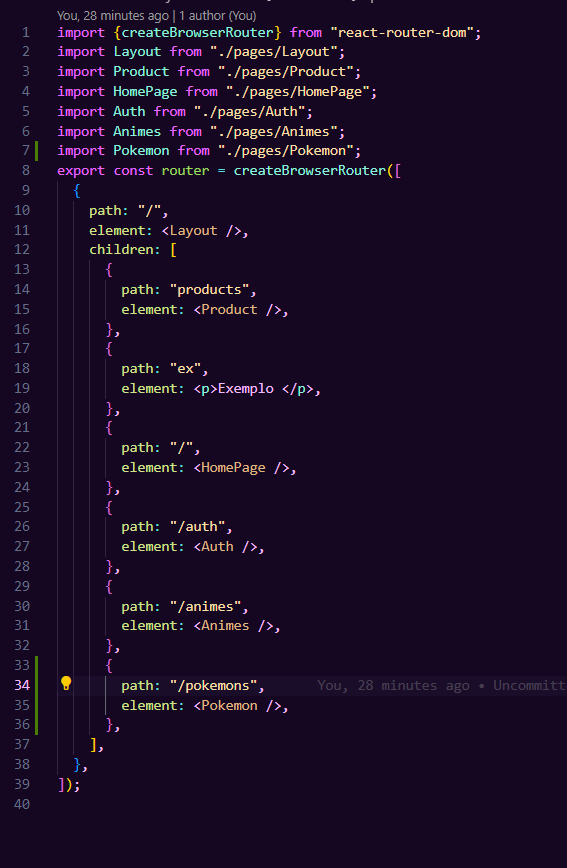 You, 28 minutes ago | 1 author (You)
1 import {createBrowserRouter} from "react-router-dom";
2 import Layout from "./pages/Layout";
3 import Product from "./pages/Product";
4 import HomePage from "./pages/HomePage";
5 import Auth from "./pages/Auth";
6 import Animes from "./pages/Animes";
7 import Pokemon from "./pages/Pokemon";
8 export const router = createBrowserRouter([
9   {
10     path: "/",
11     element: <Layout />,
12     children: [
13       {
14         path: "products",
15         element: <Product />,
16       },
17       {
18         path: "ex",
19         element: <p>Exemplo </p>,
20       },
21       {
22         path: "/",
23         element: <HomePage />,
24       },
25       {
26         path: "/auth",
27         element: <Auth />,
28       },
29       {
30         path: "/animes",
31         element: <Animes />,
32       },
33       {
34         path: "/pokemons", You, 28 minutes ago • Uncommitt
35         element: <Pokemon />,
36       },
37     ],
38   },
39 ]);
40